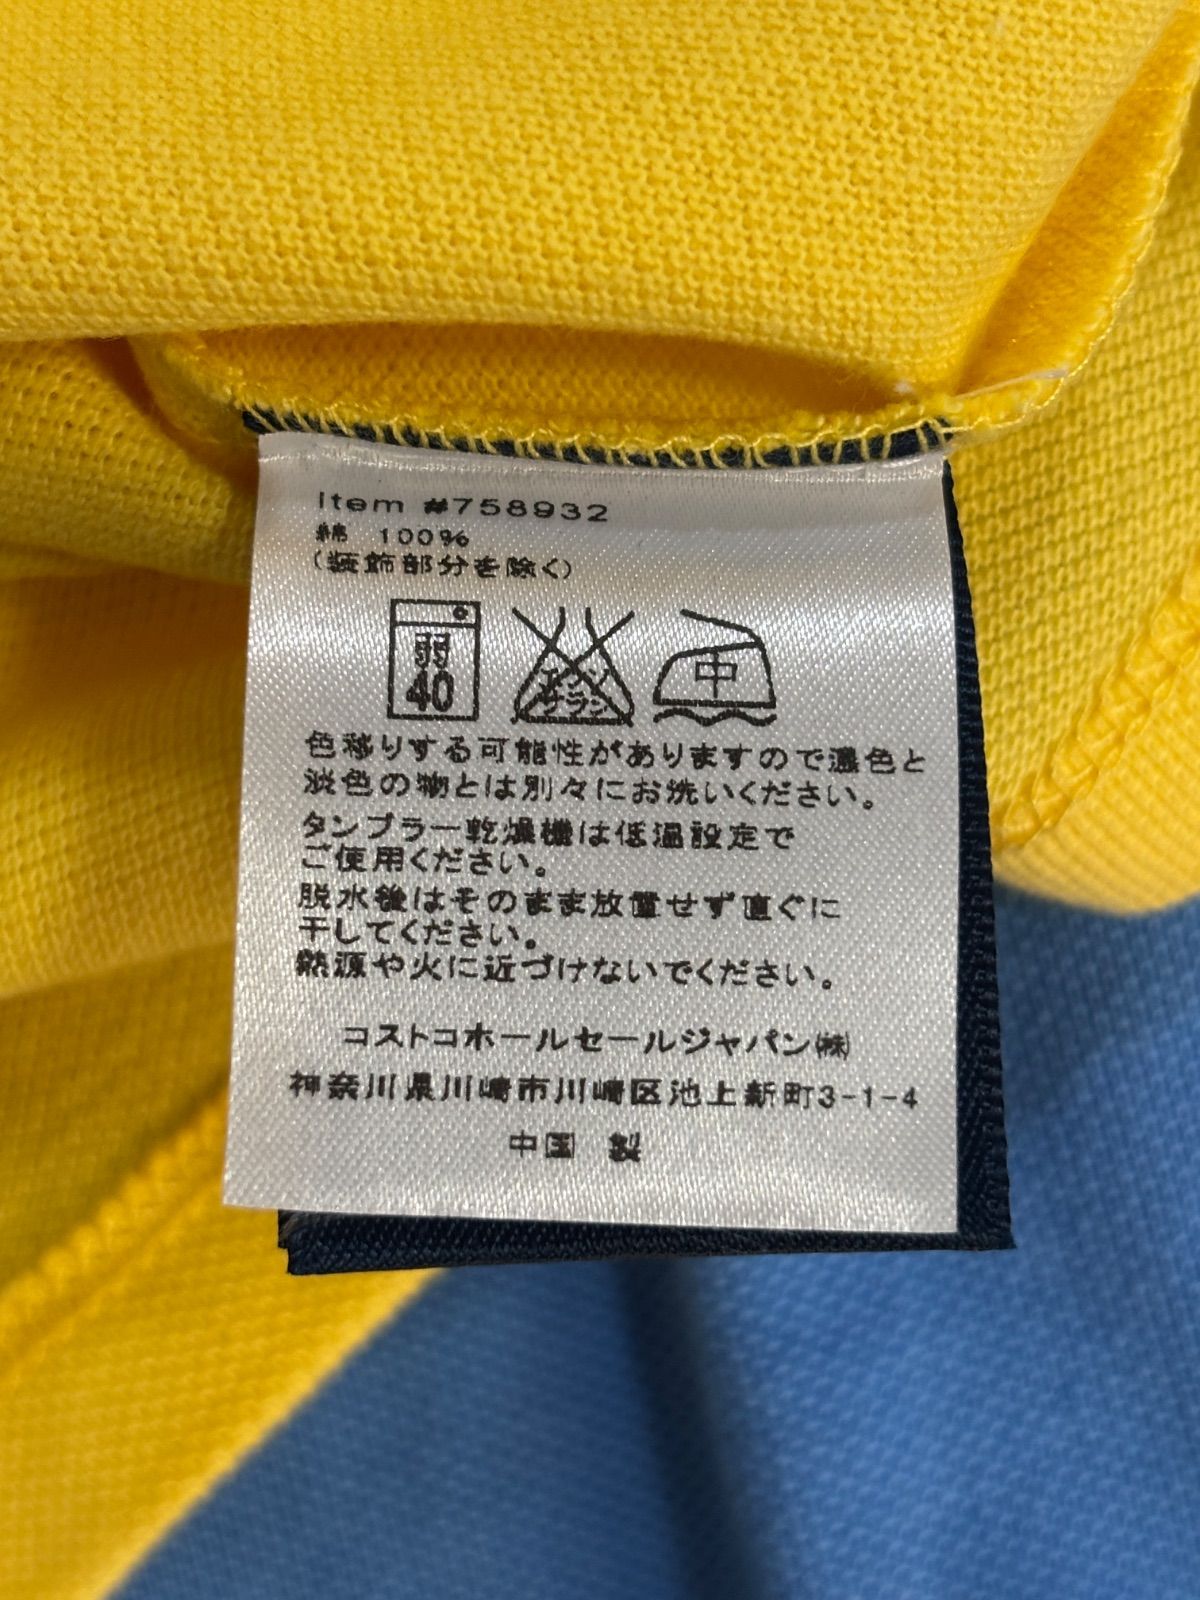 Item #758932
綿 100%
(装飾部分を除く)
弱
40
エンソ
サラシ
中
色移りする可能性がありますので濃色と
淡色の物とは別々にお洗いください。
タンブラー乾燥機は低温設定で
ご使用ください。
脱水後はそのまま放置せず直ぐに
干してください。
熱源や火に近づけないでください。
コストコホールセールジャパン㈱
神奈川県川崎市川崎区池上新町3-1-4
中国 製